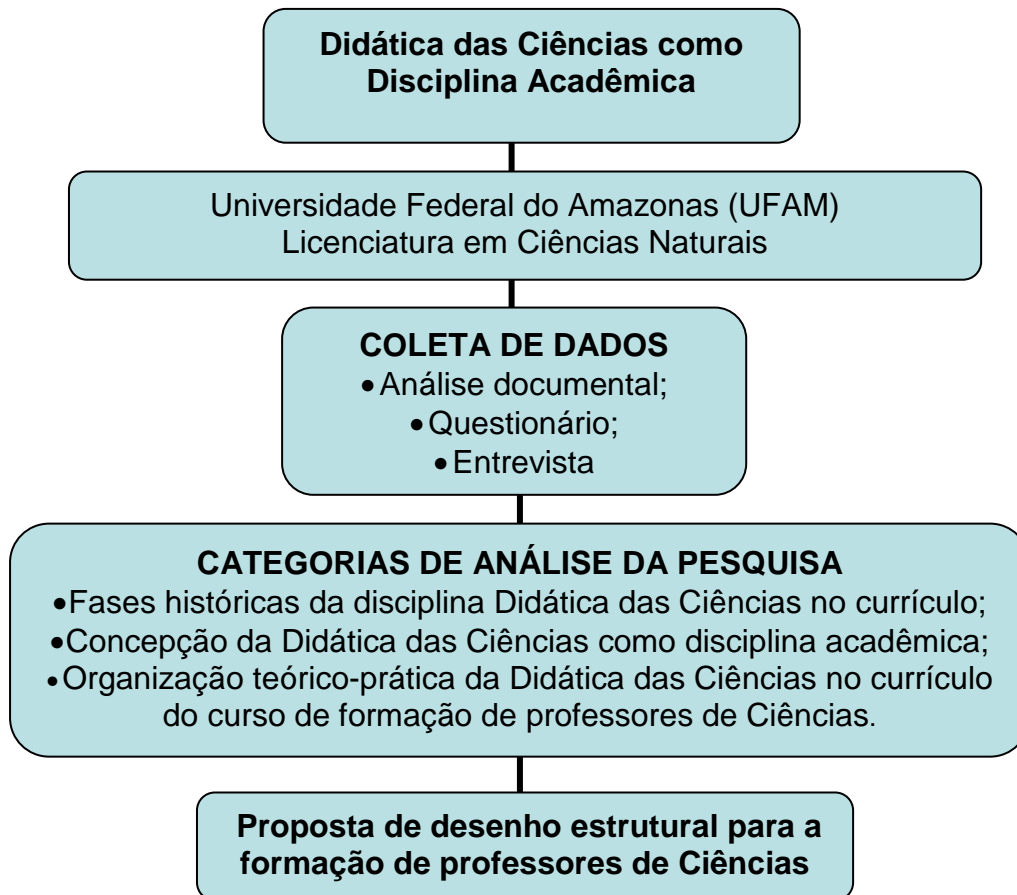 Didática das Ciências como
Disciplina Acadêmica
Universidade Federal do Amazonas (UFAM)
Licenciatura em Ciências Naturais
COLETA DE DADOS
•Análise documental;
•Questionário;
•Entrevista
CATEGORIAS DE ANÁLISE DA PESQUISA
•Fases históricas da disciplina Didática das Ciências no currículo;
•Concepção da Didática das Ciências como disciplina acadêmica;
•Organização teórico-prática da Didática das Ciências no currículo
do curso de formação de professores de Ciências.
Proposta de desenho estrutural para a
formação de professores de Ciências